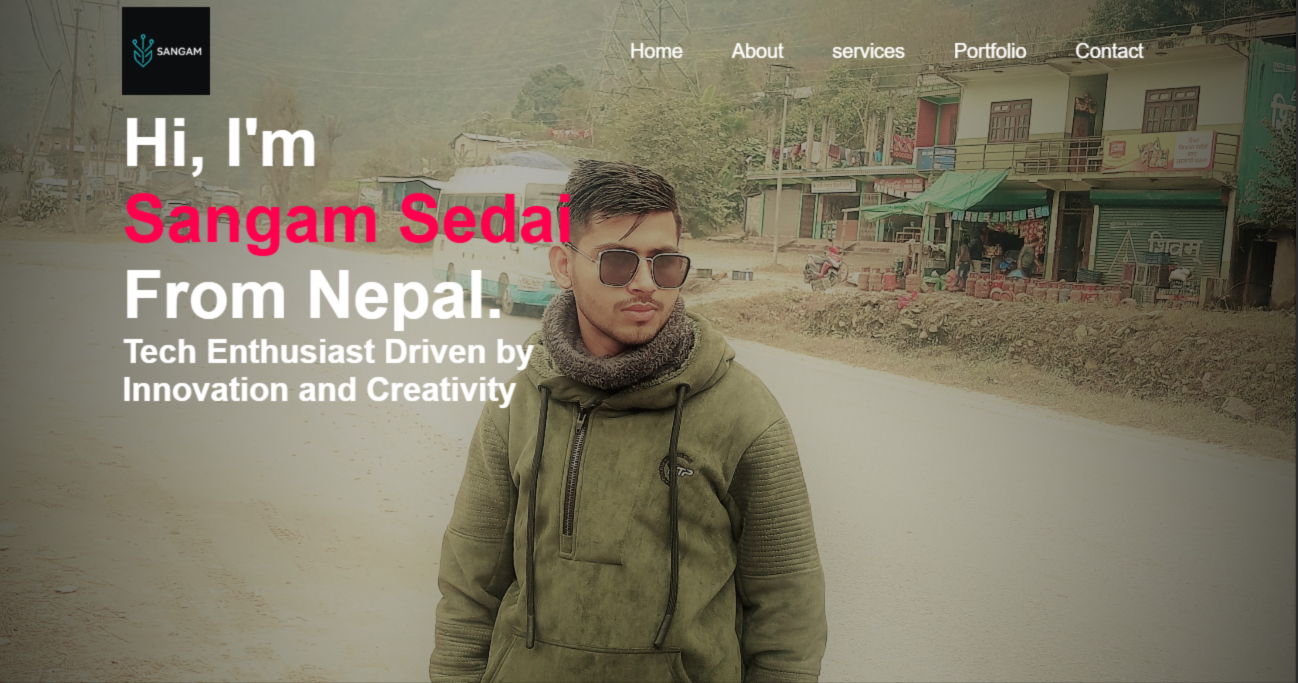 SANGAM
Home About services Portfolio Contact
Hi, I'm
Sangam Sedai
From Nepal.
Tech Enthusiast Driven by
Innovation and Creativity